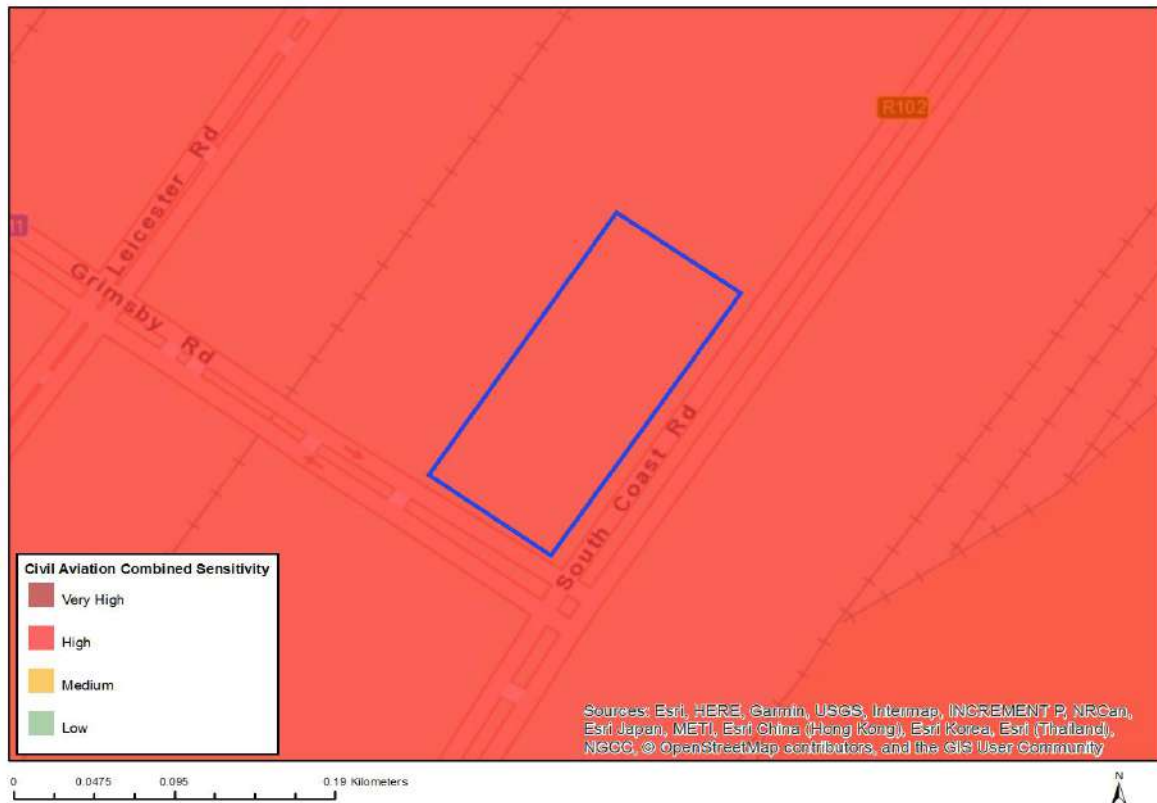 R102
Leicester Rd
Grimsby Rd
South Coast Rd
Civil Aviation Combined Sensitivity
Very High
High
Medium
Low
Sources: Esri, HERE, Garmin, USGS, Intermap, INCREMENT P, NRCan,
Esri Japan, METI, Esri China (Hong Kong), Esri Korea, Esri (Thailand),
NGCC, © OpenStreetMap contributors, and the GIS User Community
0 0.0475 0.095 0.19 Kilometers
N